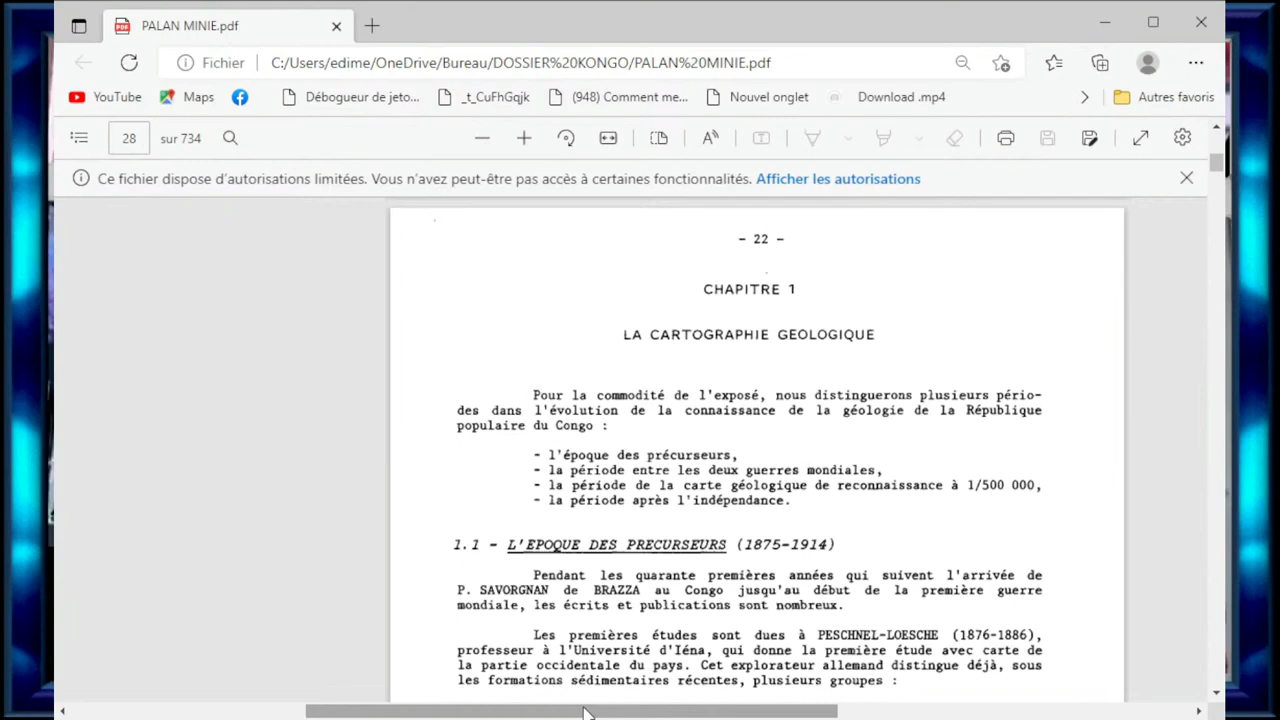 PALAN MINIE.pdf
Fichier
C:/Users/edime/OneDrive/Bureau/DOSSIER%20KONGO/PALAN%20MINIE.pdf
YouTube
Maps
Débogueur de jeto...
_t_CuFhGqjk
(948) Comment me...
Nouvel onglet
Download .mp4
Autres favoris
28 sur 734
Ce fichier dispose d'autorisations limitées. Vous n'avez peut-être pas accès à certaines fonctionnalités. Afficher les autorisations
- 22 -
CHAPITRE 1
LA CARTOGRAPHIE GEOLOGIQUE
Pour la commodité de l'exposé, nous distinguerons plusieurs pério-
des dans l'évolution de la connaissance de la géologie de la République
populaire du Congo :
- l'époque des précurseurs,
- la période entre les deux guerres mondiales,
- la période de la carte géologique de reconnaissance à 1/500 000,
- la période après l'indépendance.
1.1 - L'EPOQUE DES PRECURSEURS (1875-1914)
Pendant les quarante premières années qui suivent l'arrivée de
P. SAVORGNAN de BRAZZA au Congo jusqu'au début de la première guerre
mondiale, les écrits et publications sont nombreux.
Les premières études sont dues à PESCHNEL-LOESCHE (1876-1886),
professeur à l'Université d'Iéna, qui donne la première étude avec carte de
la partie occidentale du pays. Cet explorateur allemand distingue déjà, sous
les formations sédimentaires récentes, plusieurs groupes :